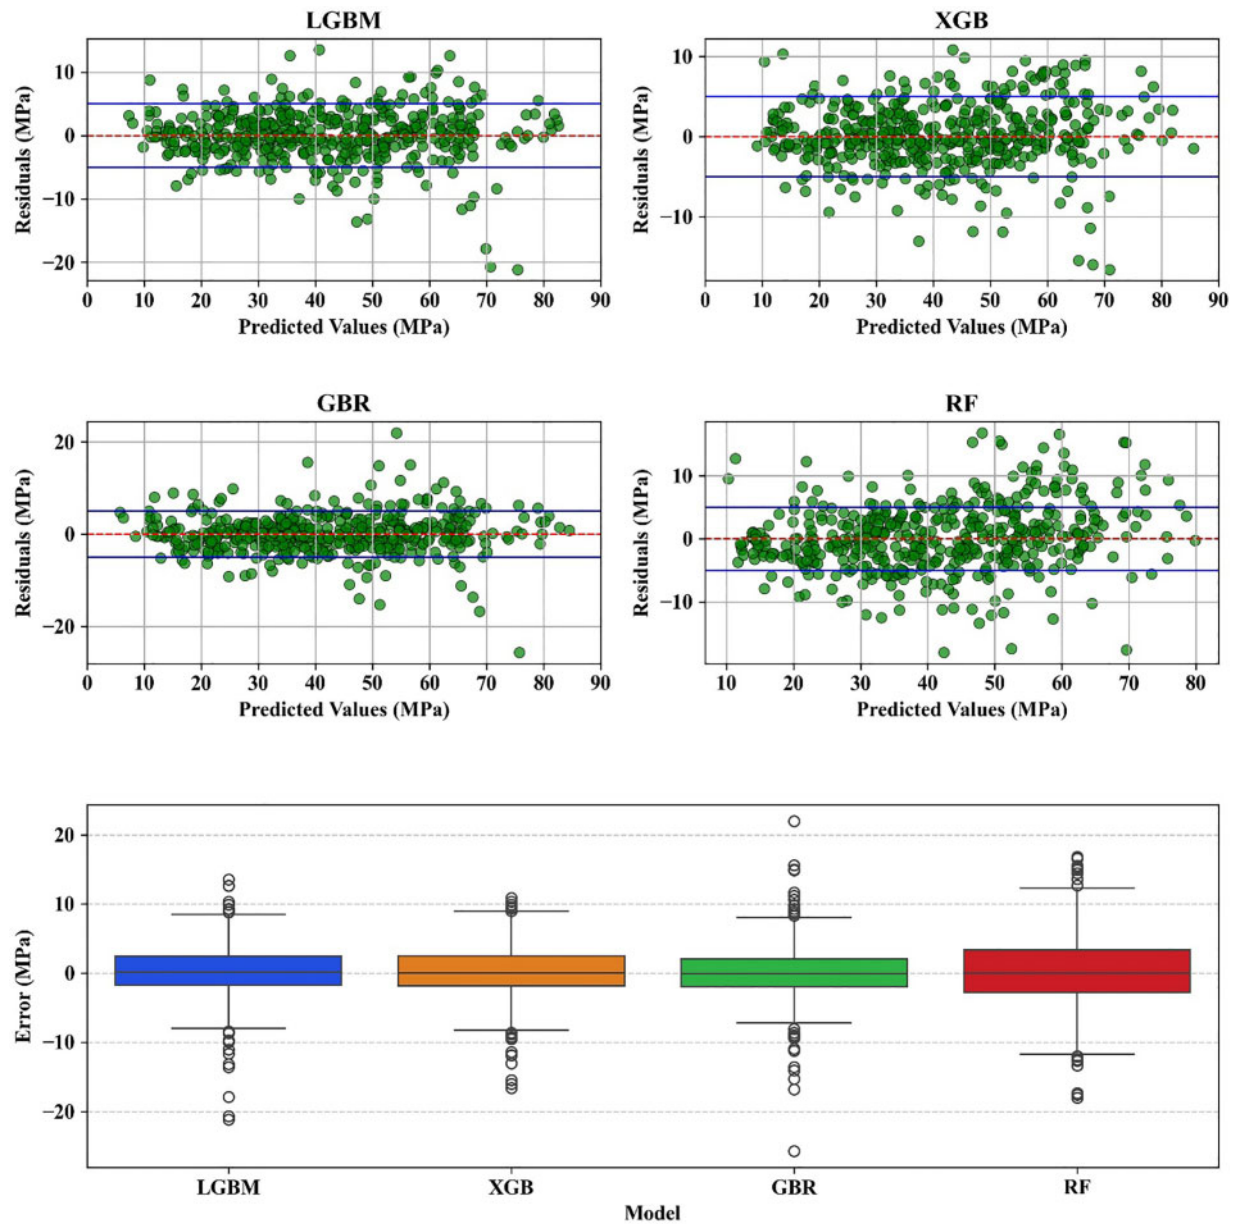 LGBM
XGB
Residuals (MPa)
10
0
−10
−20
0 10 20 30 40 50 60 70 80 90
Predicted Values (MPa)
Residuals (MPa)
10
0
−10
0 10 20 30 40 50 60 70 80 90
Predicted Values (MPa)
GBR
RF
Residuals (MPa)
20
0
−20
0 10 20 30 40 50 60 70 80 90
Predicted Values (MPa)
Residuals (MPa)
10
0
−10
10 20 30 40 50 60 70 80
Predicted Values (MPa)
Error (MPa)
20
10
0
−10
−20
LGBM XGB GBR RF
Model